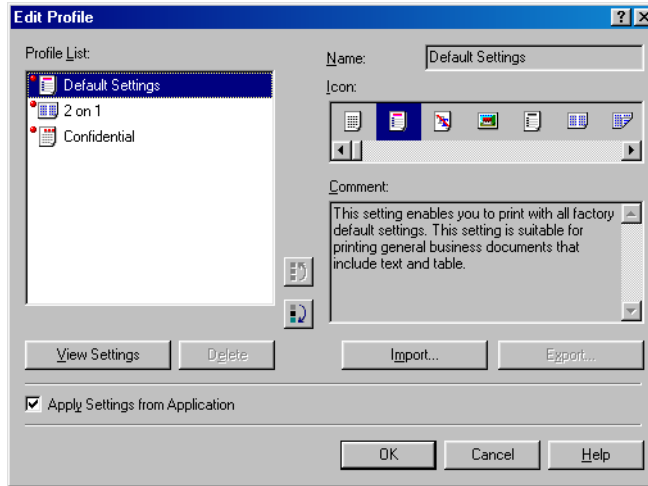 Edit Profile
Profile List:
Default Settings
2 on 1
Confidential
View Settings
Delete
Name:
Default Settings
Icon:
Comment:
This setting enables you to print with all factory
default settings. This setting is suitable for
printing general business documents that
include text and table.
Import...
Export...
Apply Settings from Application
OK
Cancel
Help